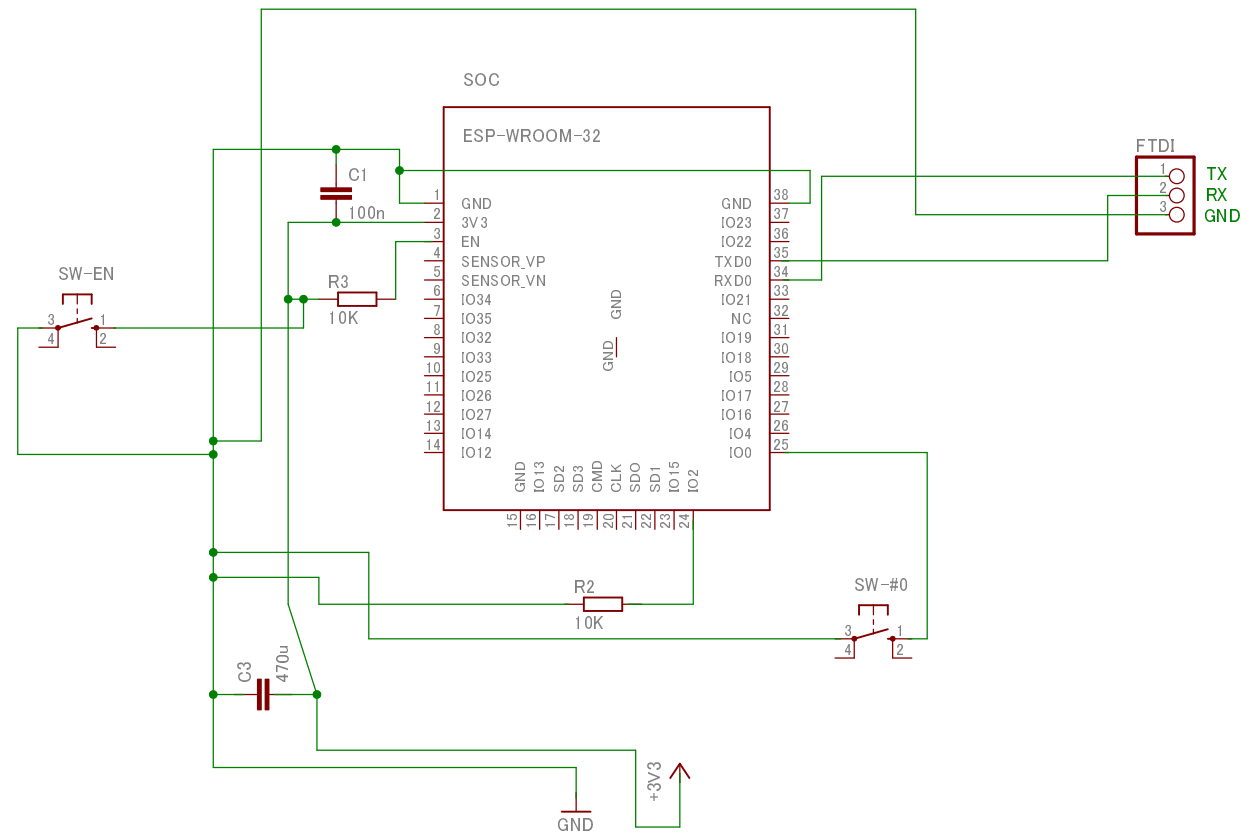 SOC
ESP-WROOM-32
FTDI
1 TX
2 RX
3 GND
C1
100n
1 GND
2 3V3
3 EN
4 SENSOR_VP
5 SENSOR_VN
6 IO34
7 IO35
8 IO32
9 IO33
10 IO25
11 IO26
12 IO27
13 IO14
14 IO12
GND 38
IO23 37
IO22 36
TXD0 35
RXD0 34
IO21 33
NC 32
IO19 31
IO18 30
IO5 29
IO17 28
IO16 27
IO4 26
IO0 25
GND
GND
SW-EN
3 1
4 2
R3
10K
GND IO13 SD2 SD3 CMD CLK SDO SD1 IO15 IO2
15 16 17 18 19 20 21 22 23 24
R2
10K
SW-#0
3 1
4 2
C3
470u
+3V3
GND